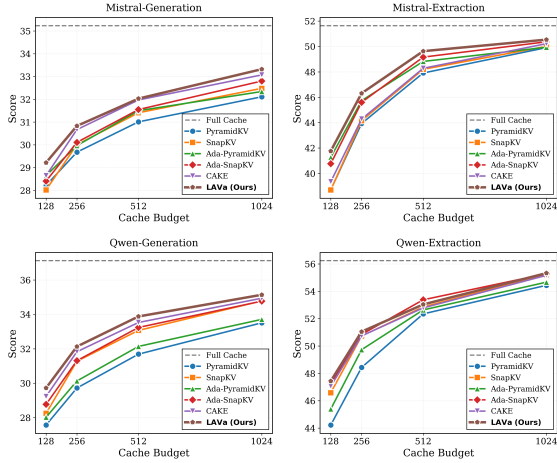 Mistral-Generation
35
34
33
32
31
30
29
28
Score
128
256
512
1024
Cache Budget
Full Cache
PyramidKV
SnapKV
Ada-PyramidKV
Ada-SnapKV
CAKE
LAVa (Ours)
Mistral-Extraction
52
50
48
46
44
42
40
Score
128
256
512
1024
Cache Budget
Full Cache
PyramidKV
SnapKV
Ada-PyramidKV
Ada-SnapKV
CAKE
LAVa (Ours)
Qwen-Generation
36
34
32
30
28
Score
128
256
512
1024
Cache Budget
Full Cache
PyramidKV
SnapKV
Ada-PyramidKV
Ada-SnapKV
CAKE
LAVa (Ours)
Qwen-Extraction
56
54
52
50
48
46
44
Score
128
256
512
1024
Cache Budget
Full Cache
PyramidKV
SnapKV
Ada-PyramidKV
Ada-SnapKV
CAKE
LAVa (Ours)